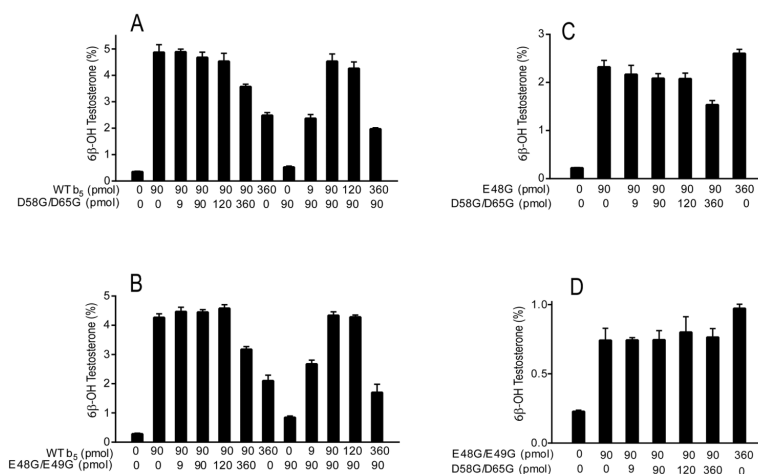 A
6β-OH Testosterone (%)
5
4
3
2
1
0
WT b5 (pmol) 0 90 90 90 90 90 360 0 9 90 120 360
D58G/D65G (pmol) 0 0 9 90 120 360 0 90 90 90 90 90
C
6β-OH Testosterone (%)
3
2
1
0
E48G (pmol) 0 90 90 90 90 90 360
D58G/D65G (pmol) 0 0 9 90 120 360 0
B
6β-OH Testosterone (%)
5
4
3
2
1
0
WT b5 (pmol) 0 90 90 90 90 90 360 0 9 90 120 360
E48G/E49G (pmol) 0 0 9 90 120 360 0 90 90 90 90 90
D
6β-OH Testosterone (%)
1.0
0.5
0.0
E48G/E49G (pmol) 0 90 90 90 90 90 360
D58G/D65G (pmol) 0 0 9 90 120 360 0